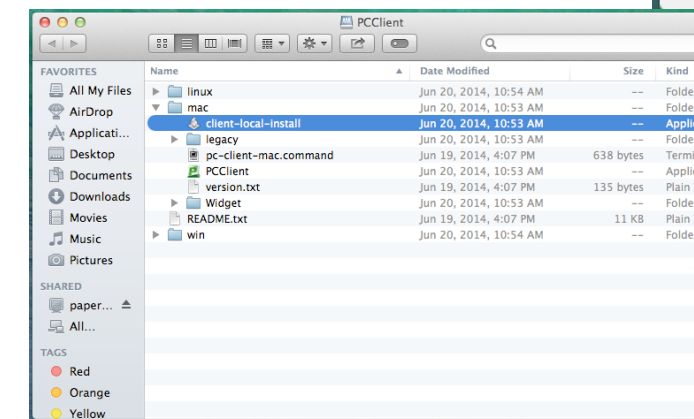 PCClient
FAVORITES
All My Files
AirDrop
Applicati...
Desktop
Documents
Downloads
Movies
Music
Pictures
SHARED
paper...
All...
TAGS
Red
Orange
Yellow
Name Date Modified Size Kind
linux Jun 20, 2014, 10:54 AM -- Folde
mac Jun 20, 2014, 10:53 AM -- Folde
client-local-install Jun 20, 2014, 10:53 AM -- Appli
legacy Jun 20, 2014, 10:53 AM -- Folde
pc-client-mac.command Jun 19, 2014, 4:07 PM 638 bytes Termi
PCClient Jun 20, 2014, 10:53 AM -- Appli
version.txt Jun 19, 2014, 4:07 PM 135 bytes Plain
Widget Jun 20, 2014, 10:53 AM -- Folde
README.txt Jun 19, 2014, 4:07 PM 11 KB Plain
win Jun 20, 2014, 10:54 AM -- Folde